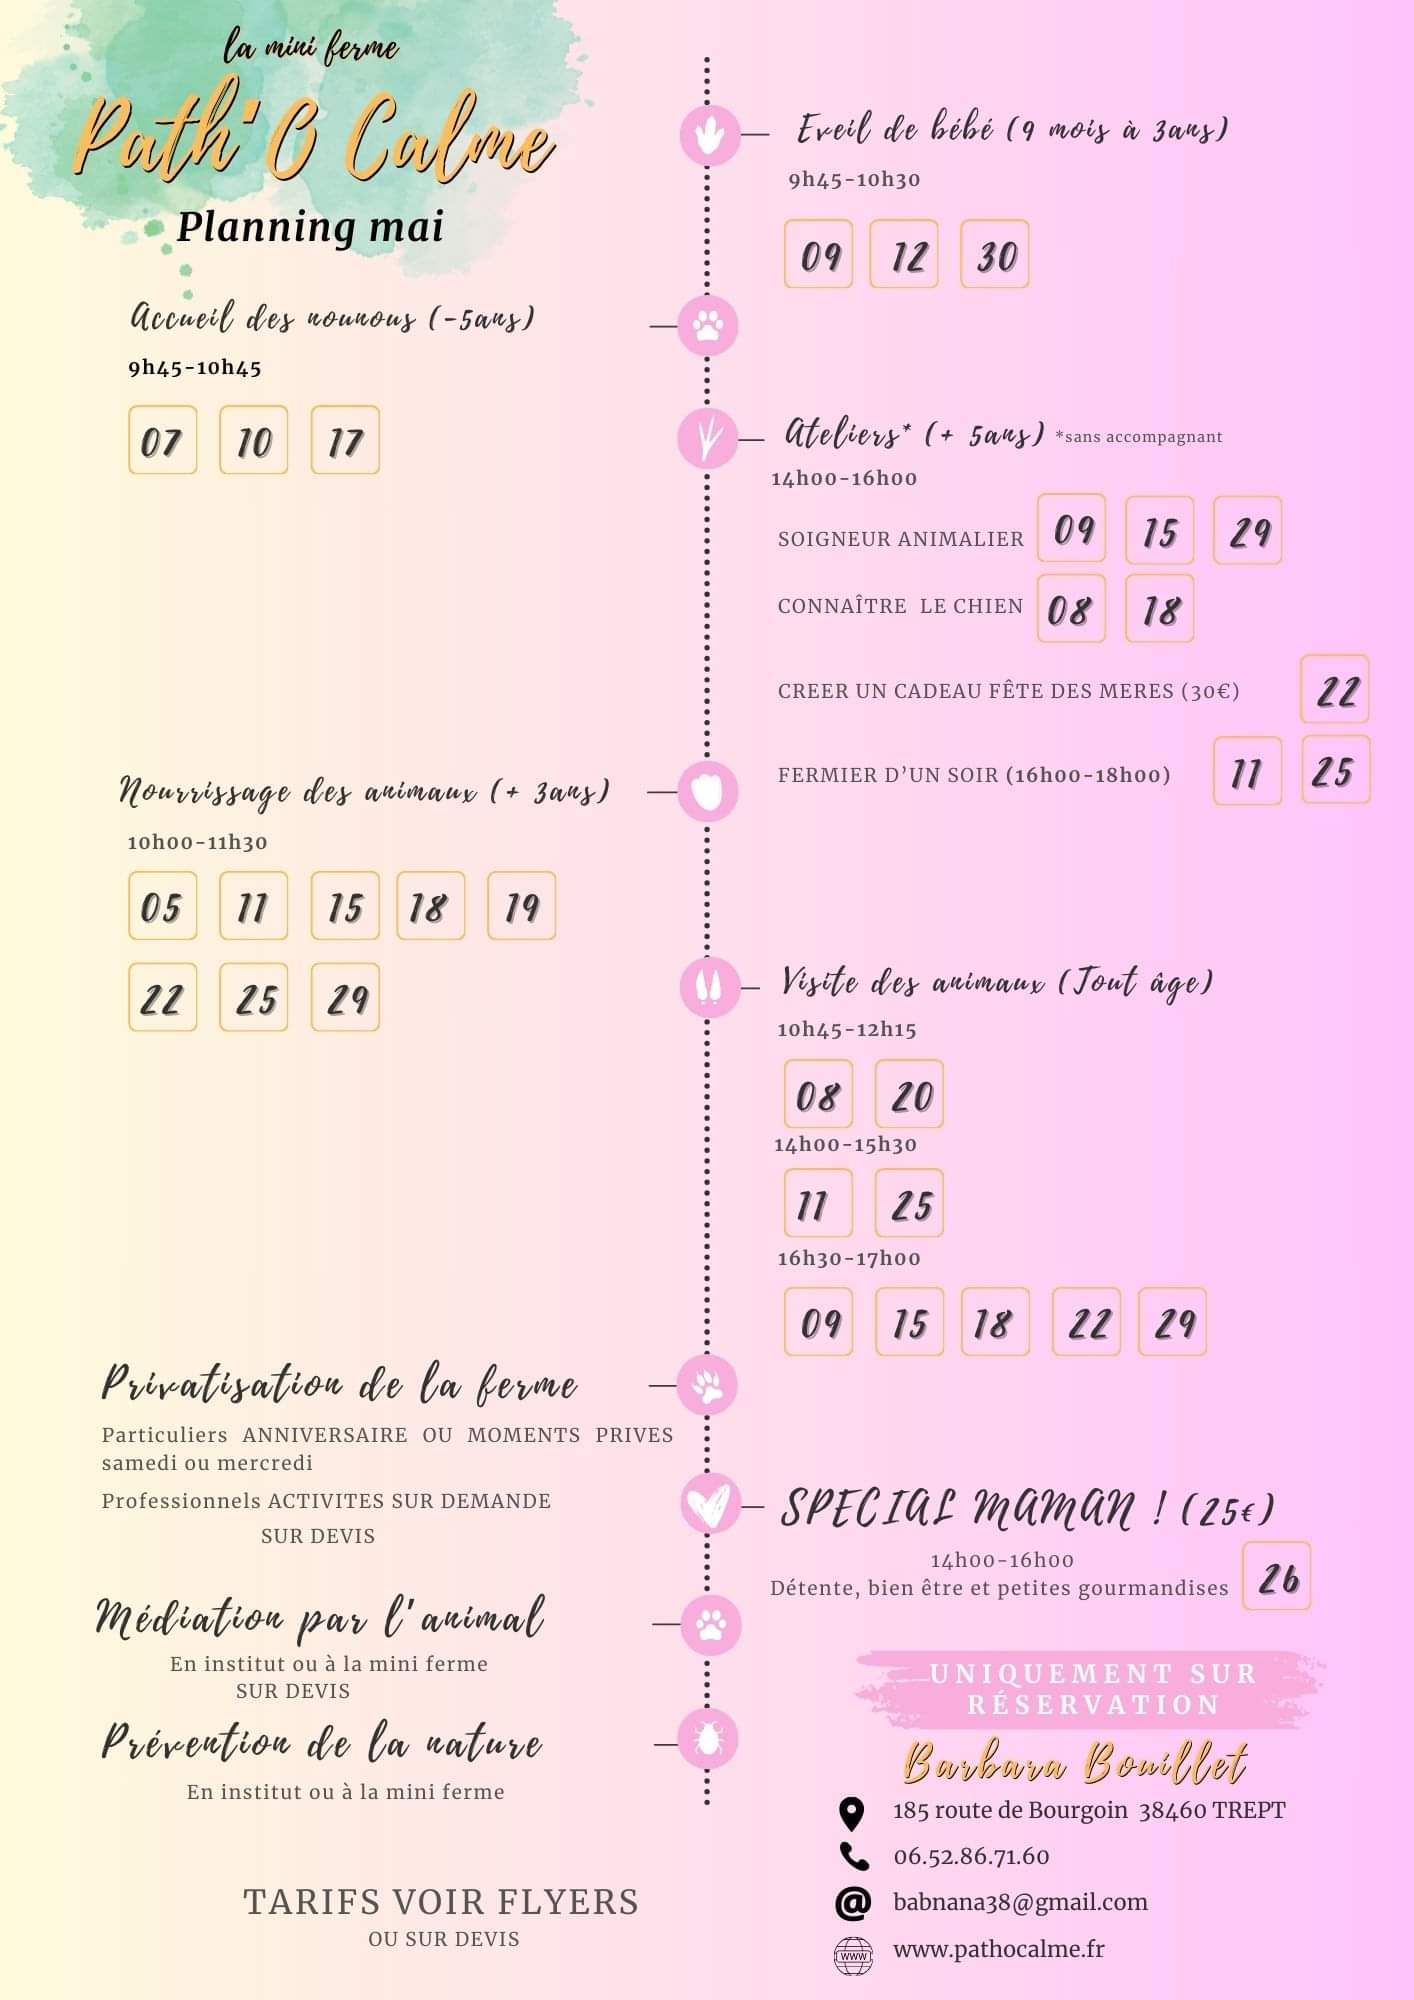 la mini ferme
Path'O Calme
Planning mai
Eveil de bébé (9 mois à 3ans)
9h45-10h30
09 12 30
Accueil des nounous (-5ans)
9h45-10h45
07 10 17
Ateliers* (+ 5ans) *sans accompagnant
14h00-16h00
SOIGNEUR ANIMALIER 09 15 29
CONNAÎTRE LE CHIEN 08 18
CREER UN CADEAU FÊTE DES MERES (30€) 22
FERMIER D'UN SOIR (16h00-18h00) 11 25
Nourrissage des animaux (+ 3ans)
10h00-11h30
05 11 15 18 19
22 25 29
Visite des animaux (Tout âge)
10h45-12h15
08 20
14h00-15h30
11 25
16h30-17h00
09 15 18 22 29
Privatisation de la ferme
Particuliers ANNIVERSAIRE OU MOMENTS PRIVES
samedi ou mercredi
Professionnels ACTIVITES SUR DEMANDE
SUR DEVIS
SPECIAL MAMAN ! (25€)
14h00-16h00
Détente, bien être et petites gourmandises 26
Médiation par l'animal
En institut ou à la mini ferme
SUR DEVIS
Prévention de la nature
En institut ou à la mini ferme
TARIFS VOIR FLYERS
OU SUR DEVIS
UNIQUEMENT SUR
RÉSERVATION
Barbara Bouillet
185 route de Bourgoin 38460 TREPT
06.52.86.71.60
@ babnana38@gmail.com
www www.pathocalme.fr